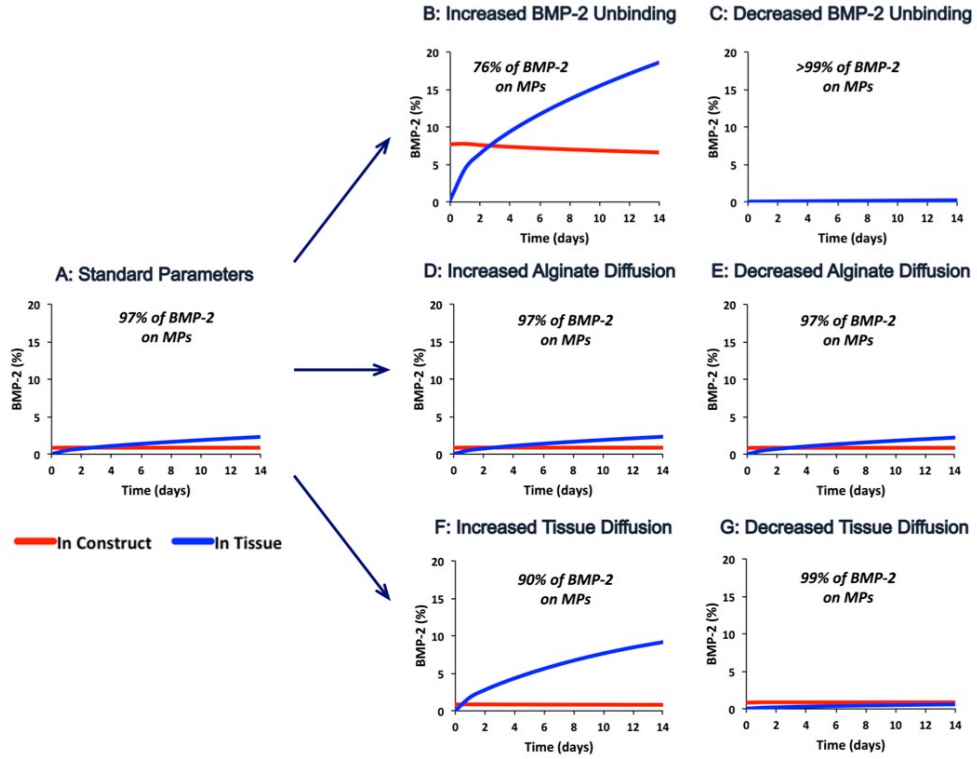 B: Increased BMP-2 Unbinding
C: Decreased BMP-2 Unbinding
20
15
10
5
0
BMP-2 (%)
76% of BMP-2
on MPs
0 2 4 6 8 10 12 14
Time (days)
20
15
10
5
0
BMP-2 (%)
>99% of BMP-2
on MPs
0 2 4 6 8 10 12 14
Time (days)
A: Standard Parameters
D: Increased Alginate Diffusion
E: Decreased Alginate Diffusion
20
15
10
5
0
BMP-2 (%)
97% of BMP-2
on MPs
0 2 4 6 8 10 12 14
Time (days)
20
15
10
5
0
BMP-2 (%)
97% of BMP-2
on MPs
0 2 4 6 8 10 12 14
Time (days)
20
15
10
5
0
BMP-2 (%)
97% of BMP-2
on MPs
0 2 4 6 8 10 12 14
Time (days)
In Construct
In Tissue
F: Increased Tissue Diffusion
G: Decreased Tissue Diffusion
20
15
10
5
0
BMP-2 (%)
90% of BMP-2
on MPs
0 2 4 6 8 10 12 14
Time (days)
20
15
10
5
0
BMP-2 (%)
99% of BMP-2
on MPs
0 2 4 6 8 10 12 14
Time (days)